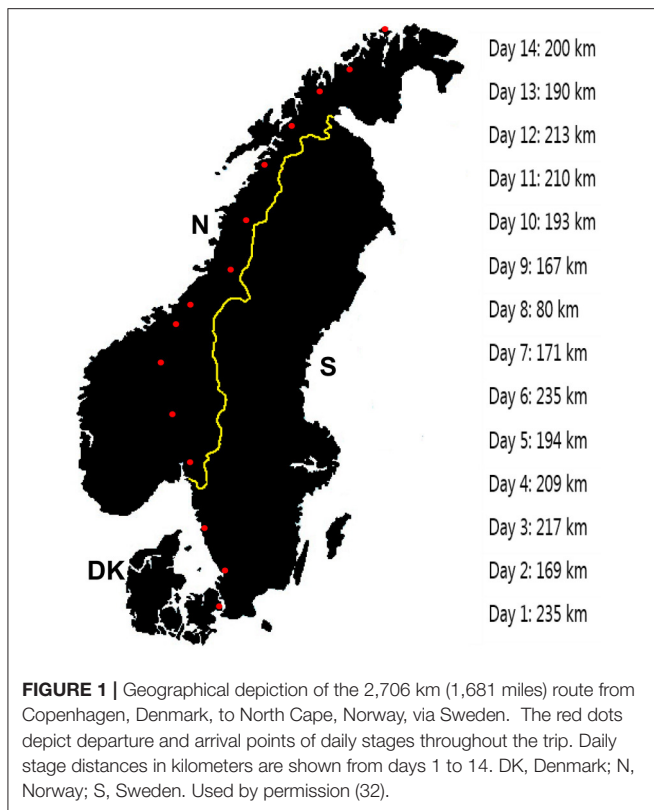 Day 14: 200 km
Day 13: 190 km
Day 12: 213 km
Day 11: 210 km
N
Day 10: 193 km
Day 9: 167 km
Day 8: 80 km
Day 7: 171 km
S
Day 6: 235 km
Day 5: 194 km
Day 4: 209 km
Day 3: 217 km
DK
Day 2: 169 km
Day 1: 235 km
FIGURE 1 | Geographical depiction of the 2,706 km (1,681 miles) route from
Copenhagen, Denmark, to North Cape, Norway, via Sweden. The red dots
depict departure and arrival points of daily stages throughout the trip. Daily
stage distances in kilometers are shown from days 1 to 14. DK, Denmark; N,
Norway; S, Sweden. Used by permission (32).